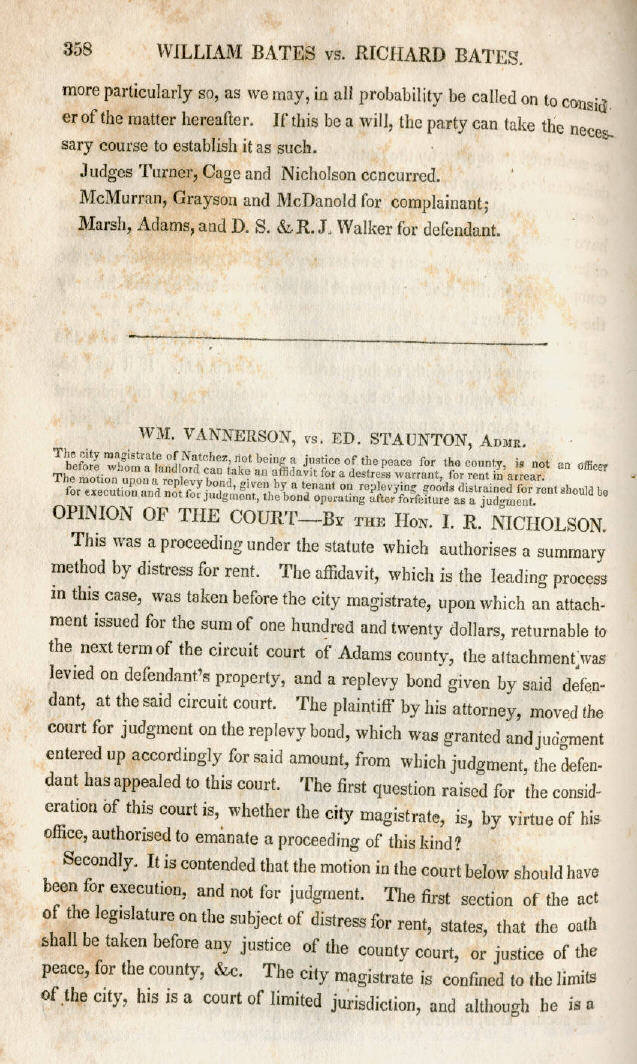 358 WILLIAM BATES vs. RICHARD BATES.
more particularly so, as we may, in all probability be called on to consid-
er of the matter hereafter. If this be a will, the party can take the neces-
sary course to establish it as such.
Judges Turner, Cage and Nicholson concurred.
McMurran, Grayson and McDanold for complainant;
Marsh, Adams, and D. S. & R. J. Walker for defendant.
WM. VANNERSON, vs. ED. STAUNTON, ADMR.
The city magistrate of Natchez, not being a justice of the peace for the county, is not an officer
before whom a landlord can take an affidavit for a destress warrant, for rent in arrear.
The motion upon a replevy bond, given by a tenant on replevying goods distrained for rent should be
for execution and not for judgment, the bond operating after forfeiture as a judgment.
OPINION OF THE COURT—BY THE HON. I. R. NICHOLSON.
This was a proceeding under the statute which authorises a summary
method by distress for rent. The affidavit, which is the leading process
in this case, was taken before the city magistrate, upon which an attach-
ment issued for the sum of one hundred and twenty dollars, returnable to
the next term of the circuit court of Adams county, the attachment was
levied on defendant's property, and a replevy bond given by said defen-
dant, at the said circuit court. The plaintiff by his attorney, moved the
court for judgment on the replevy bond, which was granted and judgment
entered up accordingly for said amount, from which judgment, the defen-
dant has appealed to this court. The first question raised for the consid-
eration of this court is, whether the city magistrate, is, by virtue of his
office, authorised to emanate a proceeding of this kind?
Secondly. It is contended that the motion in the court below should have
been for execution, and not for judgment. The first section of the act
of the legislature on the subject of distress for rent, states, that the oath
shall be taken before any justice of the county court, or justice of the
peace, for the county, &c. The city magistrate is confined to the limits
of the city, his is a court of limited jurisdiction, and although he is a